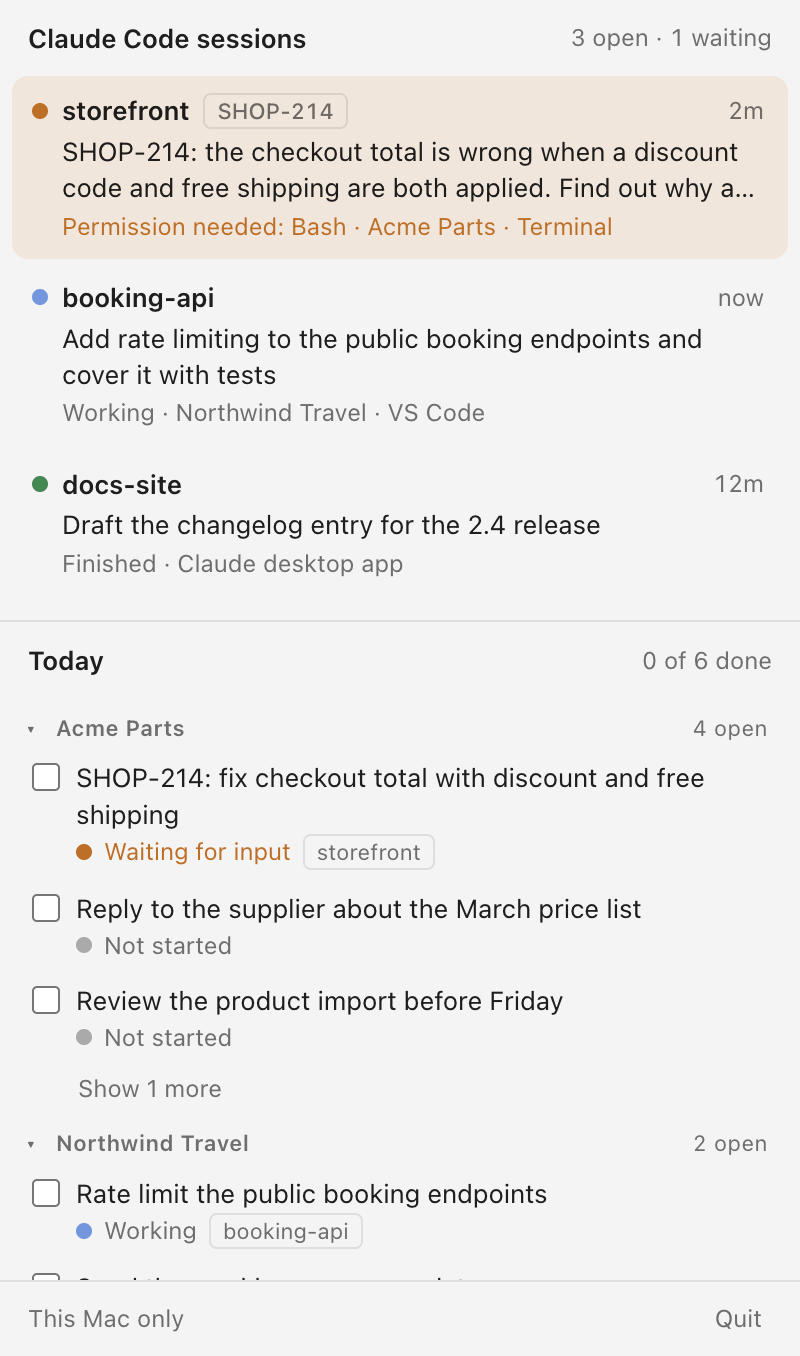 Claude Code sessions 3 open · 1 waiting
storefront SHOP-214 2m
SHOP-214: the checkout total is wrong when a discount
code and free shipping are both applied. Find out why a...
Permission needed: Bash · Acme Parts · Terminal
booking-api now
Add rate limiting to the public booking endpoints and
cover it with tests
Working · Northwind Travel · VS Code
docs-site 12m
Draft the changelog entry for the 2.4 release
Finished · Claude desktop app
Today 0 of 6 done
Acme Parts 4 open
SHOP-214: fix checkout total with discount and free
shipping
Waiting for input storefront
Reply to the supplier about the March price list
Not started
Review the product import before Friday
Not started
Show 1 more
Northwind Travel 2 open
Rate limit the public booking endpoints
Working booking-api
This Mac only Quit